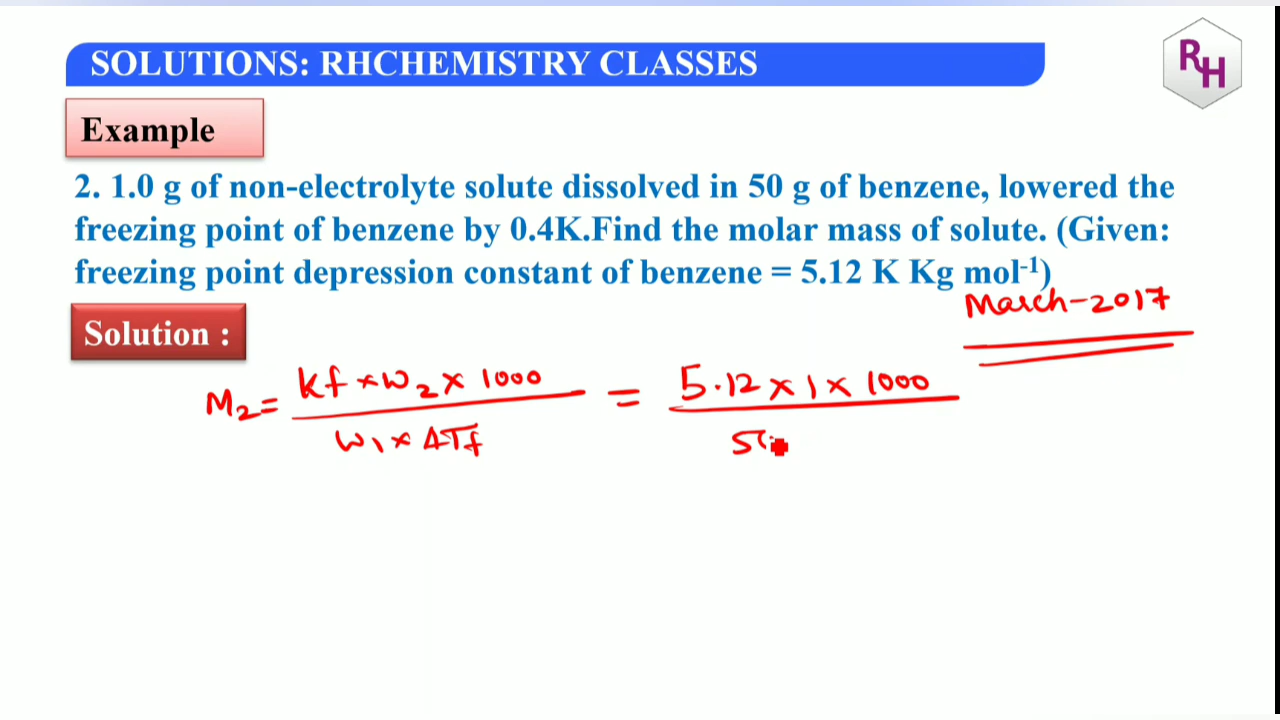 SOLUTIONS: RHCHEMISTRY CLASSES
RH
Example
2. 1.0 g of non-electrolyte solute dissolved in 50 g of benzene, lowered the
freezing point of benzene by 0.4K.Find the molar mass of solute. (Given:
freezing point depression constant of benzene = 5.12 K Kg mol⁻¹)
March-2017
Solution :
M₂ = kf × w₂ × 1000 / w₁ × ΔTf = 5.12 × 1 × 1000 / 5